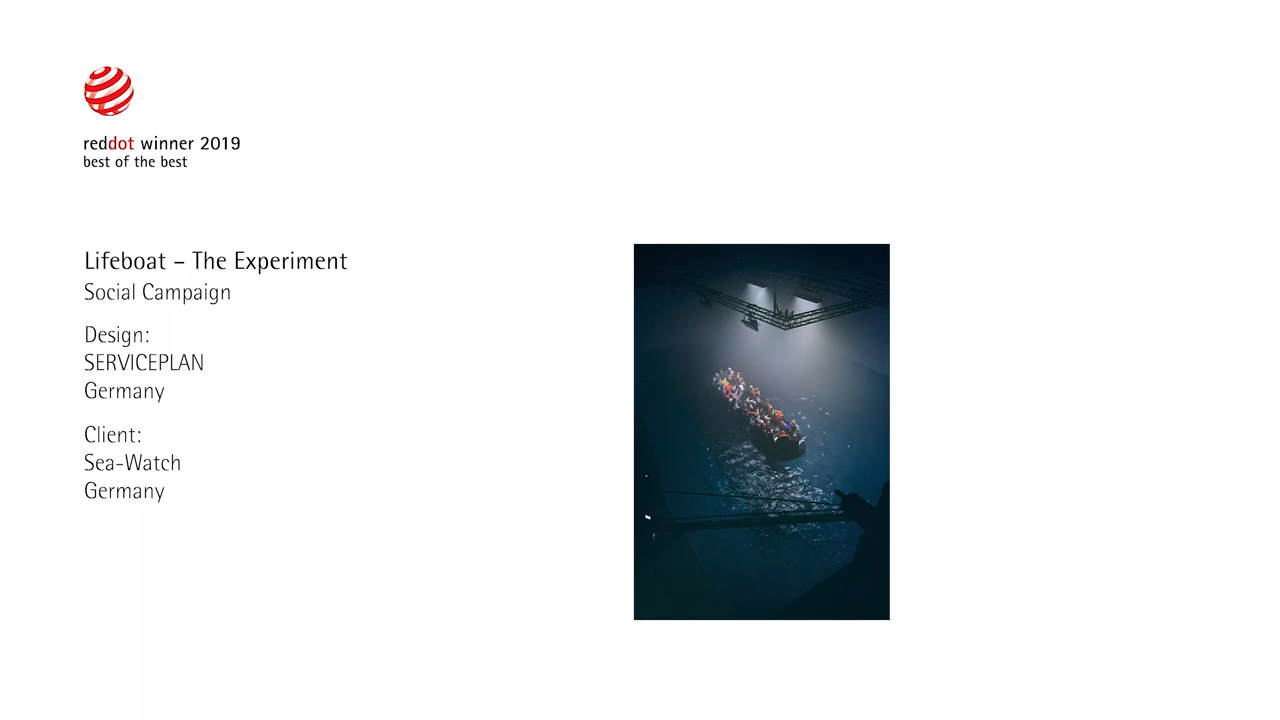 reddot winner 2019
best of the best
Lifeboat – The Experiment
Social Campaign
Design:
SERVICEPLAN
Germany
Client:
Sea-Watch
Germany